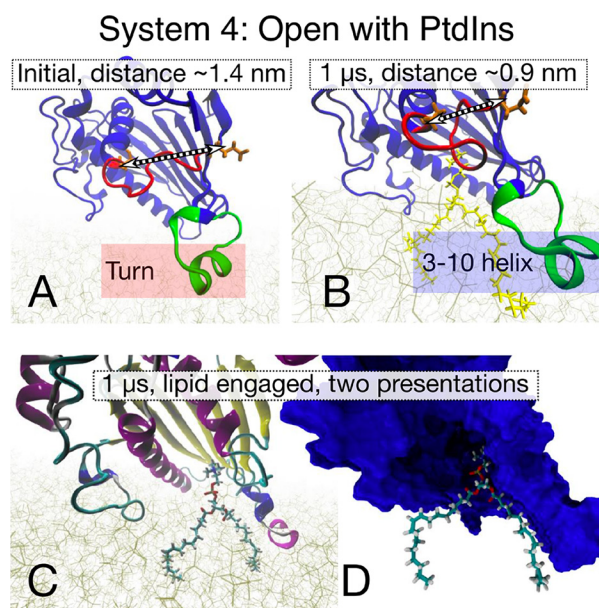 System 4: Open with PtdIns
Initial, distance ~1.4 nm
1 µs, distance ~0.9 nm
Turn
A
3-10 helix
B
1 µs, lipid engaged, two presentations
C
D